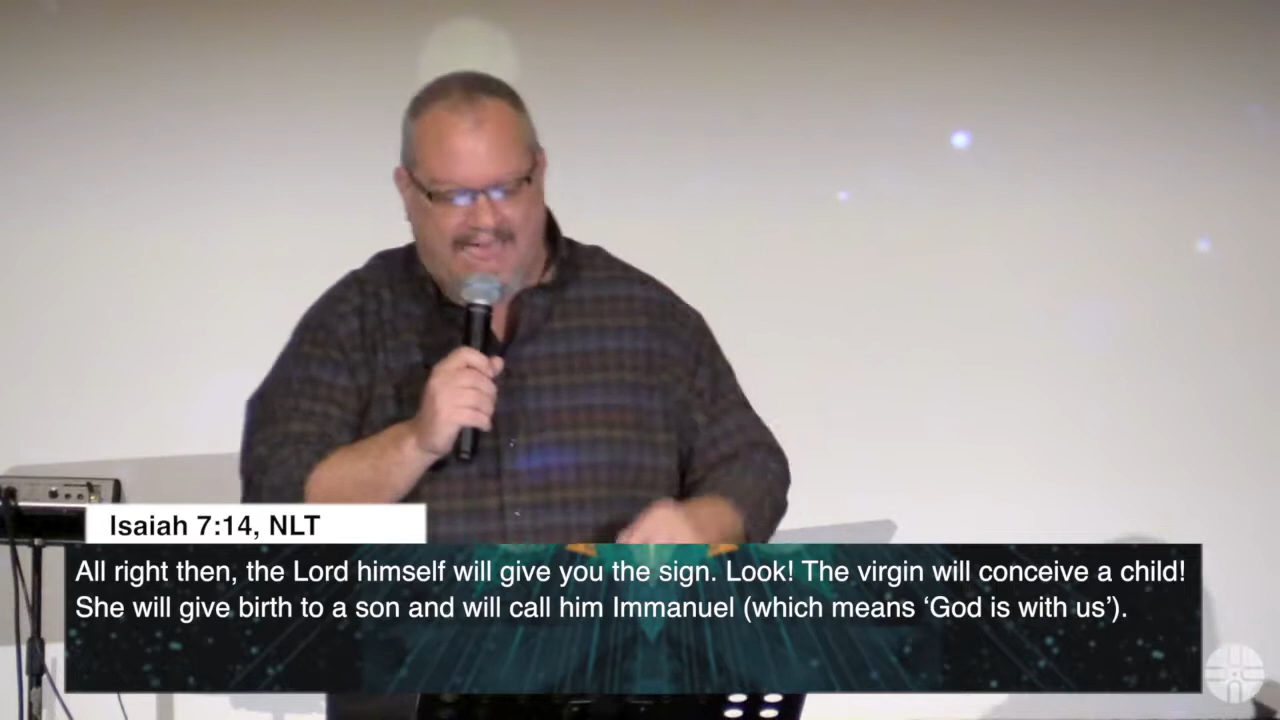 Isaiah 7:14, NLT
All right then, the Lord himself will give you the sign. Look! The virgin will conceive a child!
She will give birth to a son and will call him Immanuel (which means ‘God is with us’).